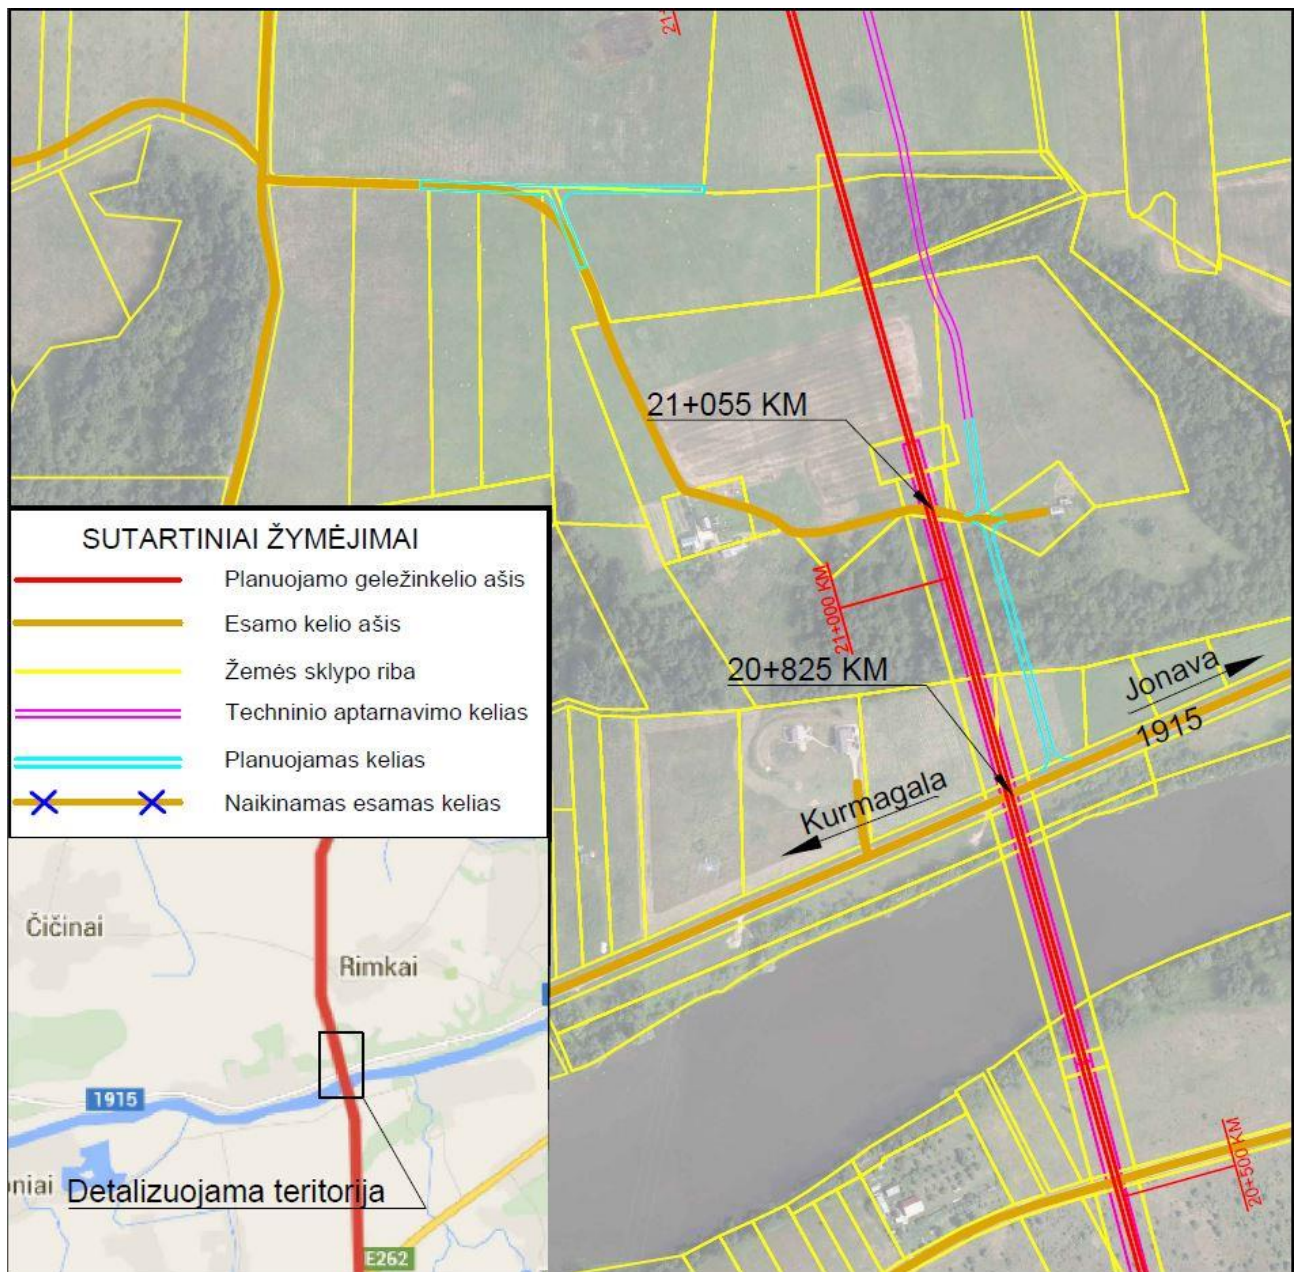 21+
21+055 KM
SUTARTINIAI ŽYMĖJIMAI
Planuojamo geležinkelio ašis
Esamo kelio ašis
Žemės sklypo riba
Techninio aptarnavimo kelias
Planuojamas kelias
Naikinamas esamas kelias
21+000 KM
20+825 KM
Jonava
1915
Kurmagala
Čičinai
Rimkai
1915
niai
Detalizuojama teritorija
E262
20+500 KM